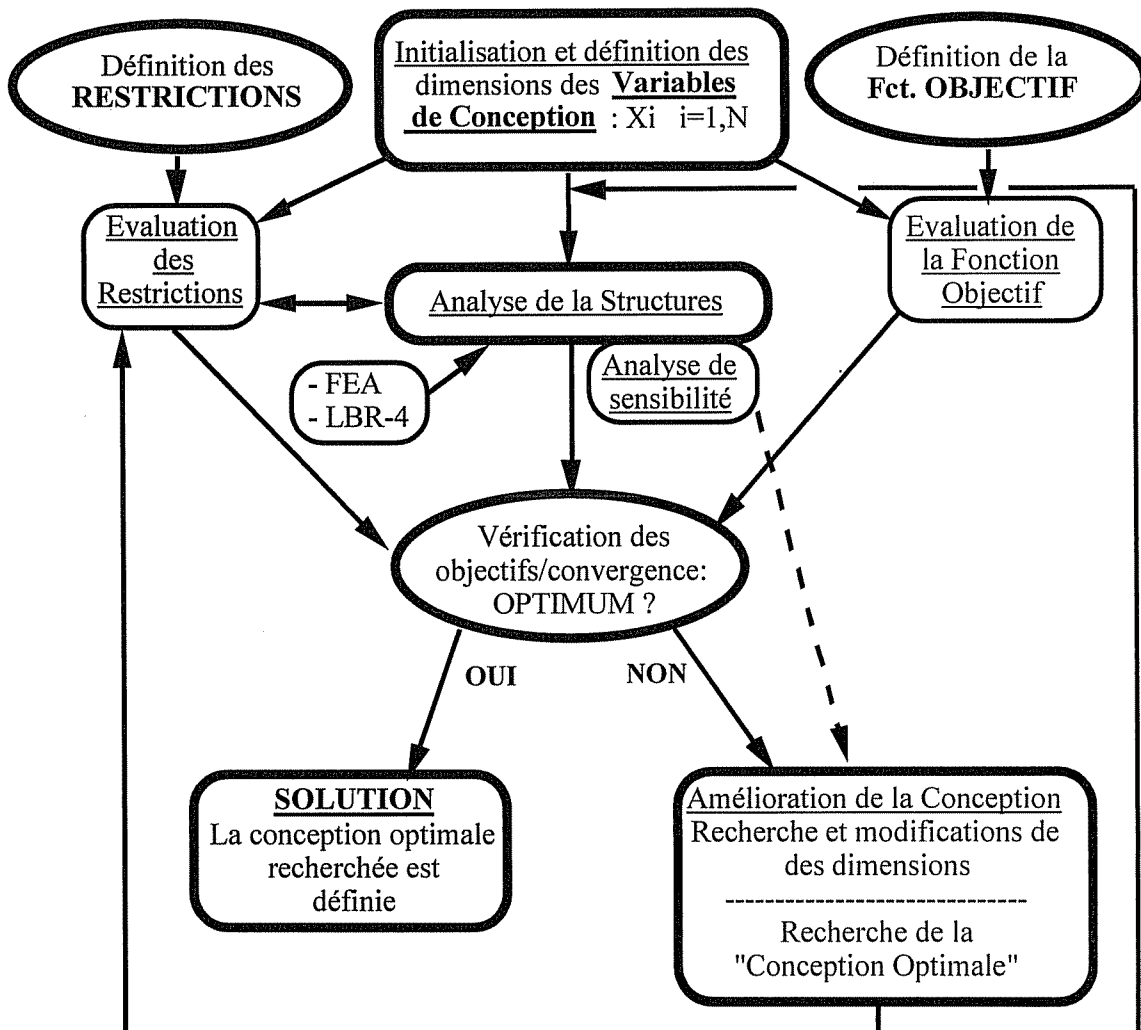 Définition des
RESTRICTIONS
Initialisation et définition des
dimensions des Variables
de Conception : Xi i=1,N
Définition de la
Fct. OBJECTIF
Evaluation
des
Restrictions
Analyse de la Structures
Evaluation de
la Fonction
Objectif
- FEA
- LBR-4
Analyse de
sensibilité
Vérification des
objectifs/convergence:
OPTIMUM ?
OUI
NON
SOLUTION
La conception optimale
recherchée est
définie
Amélioration de la Conception
Recherche et modifications de
des dimensions
------------------------------
Recherche de la
"Conception Optimale"